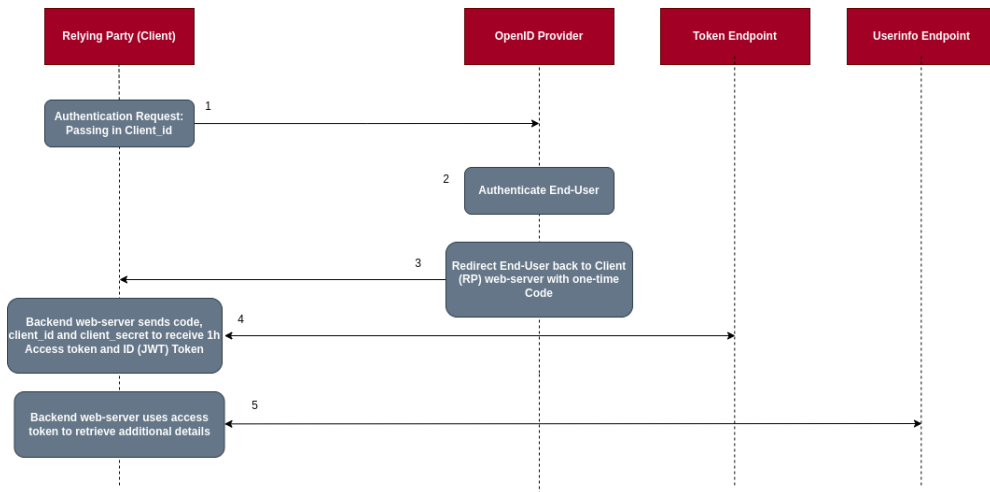 Relying Party (Client)
OpenID Provider
Token Endpoint
Userinfo Endpoint
1
Authentication Request:
Passing in Client_id
2
Authenticate End-User
3
Redirect End-User back to Client
(RP) web-server with one-time
Code
4
Backend web-server sends code,
client_id and client_secret to receive 1h
Access token and ID (JWT) Token
5
Backend web-server uses access
token to retrieve additional details